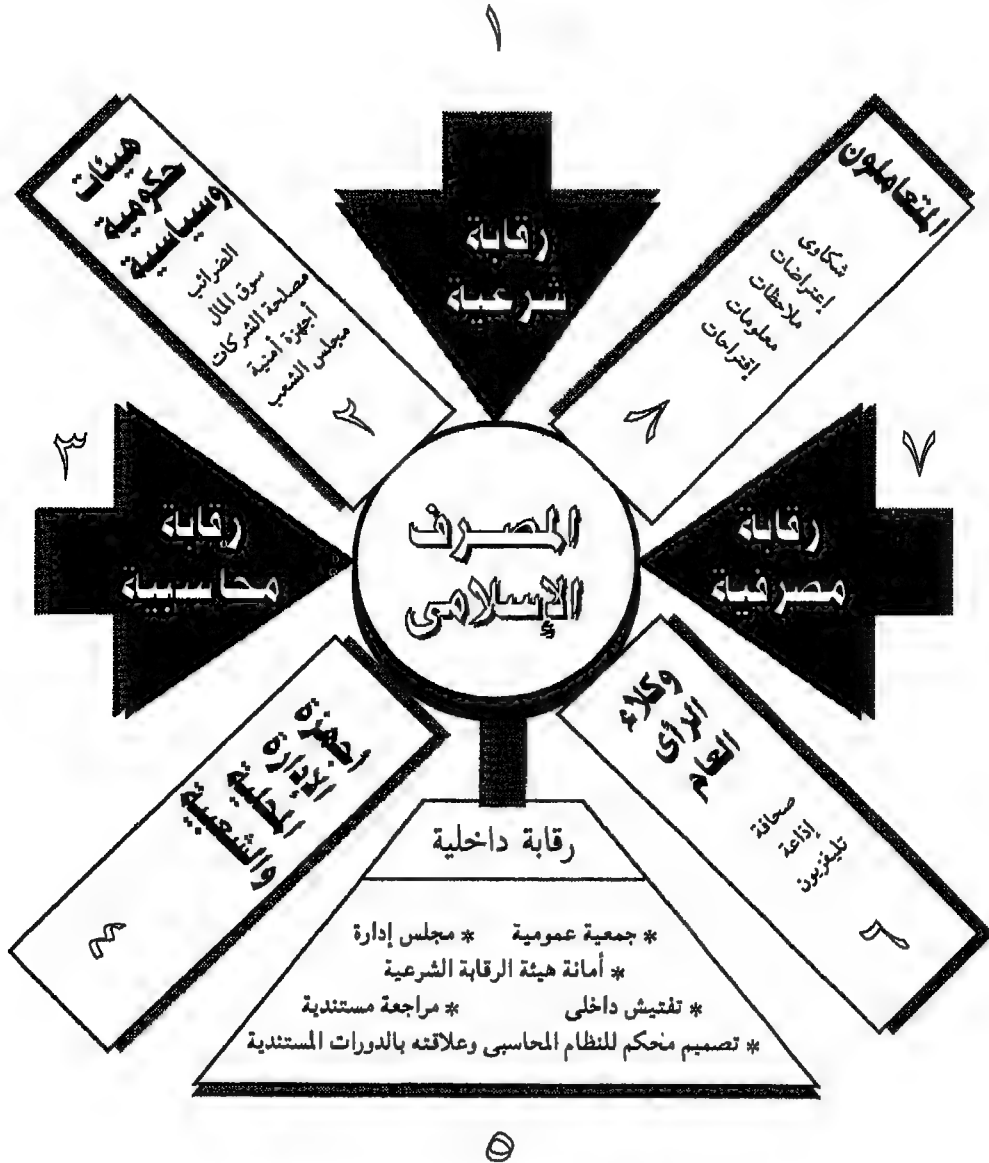 ١
رقابة
شرعية
هيئات
حكومية
وسياسية
الضرائب
سوق المال
مصلحة الشركات
أجهزة أمنية
مجلس الشعب
٢
رقابة
محاسبية
٣
أجهزة
الإدارة
المحلية
والشعبية
٤
رقابة داخلية
* جمعية عمومية * مجلس إدارة
* أمانة هيئة الرقابة الشرعية
* تفتيش داخلى * مراجعة مستندية
* تصميم محكم للنظام المحاسبى وعلاقته بالدورات المستندية
٥
وكلاء
الرأى
العام
صحافة
إذاعة
تليفزيون
٦
رقابة
مصرفية
٧
المتعاملون
شكاوى
إعتراضات
ملاحظات
معلومات
إقتراحات
٨
المصرف
الإسلامى